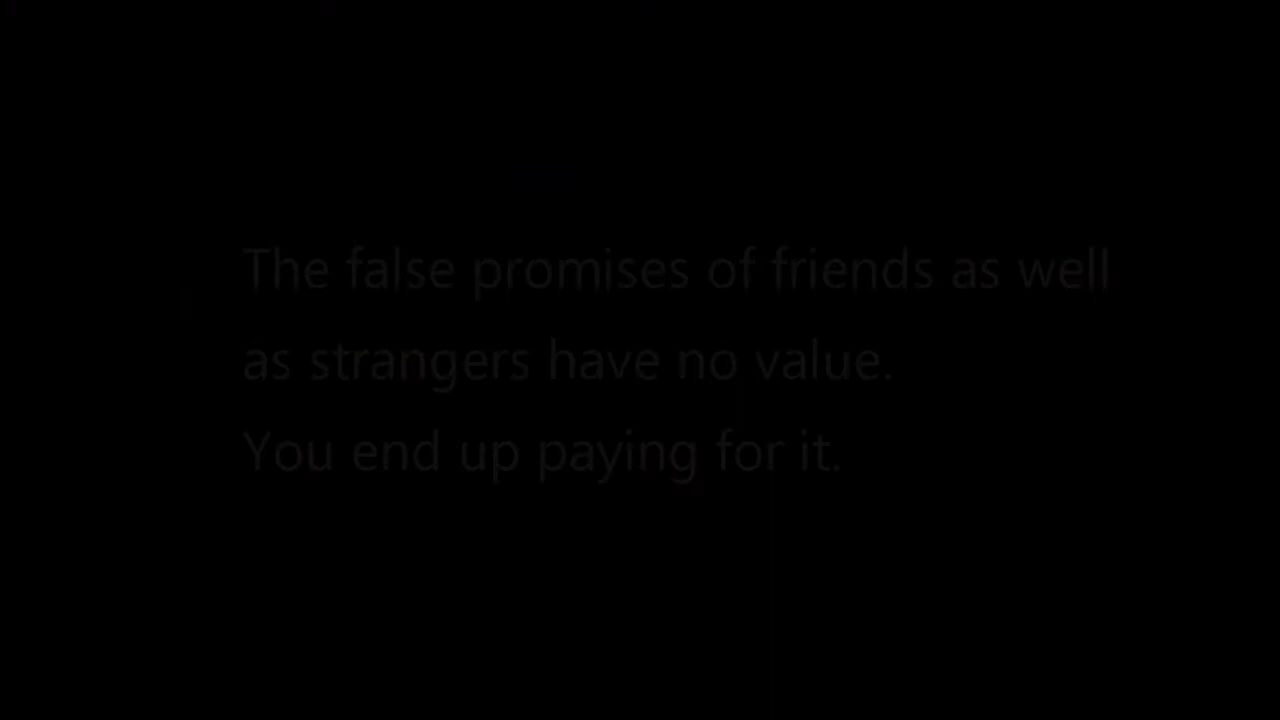 The false promises of friends as well
as strangers have no value.
You end up paying for it.